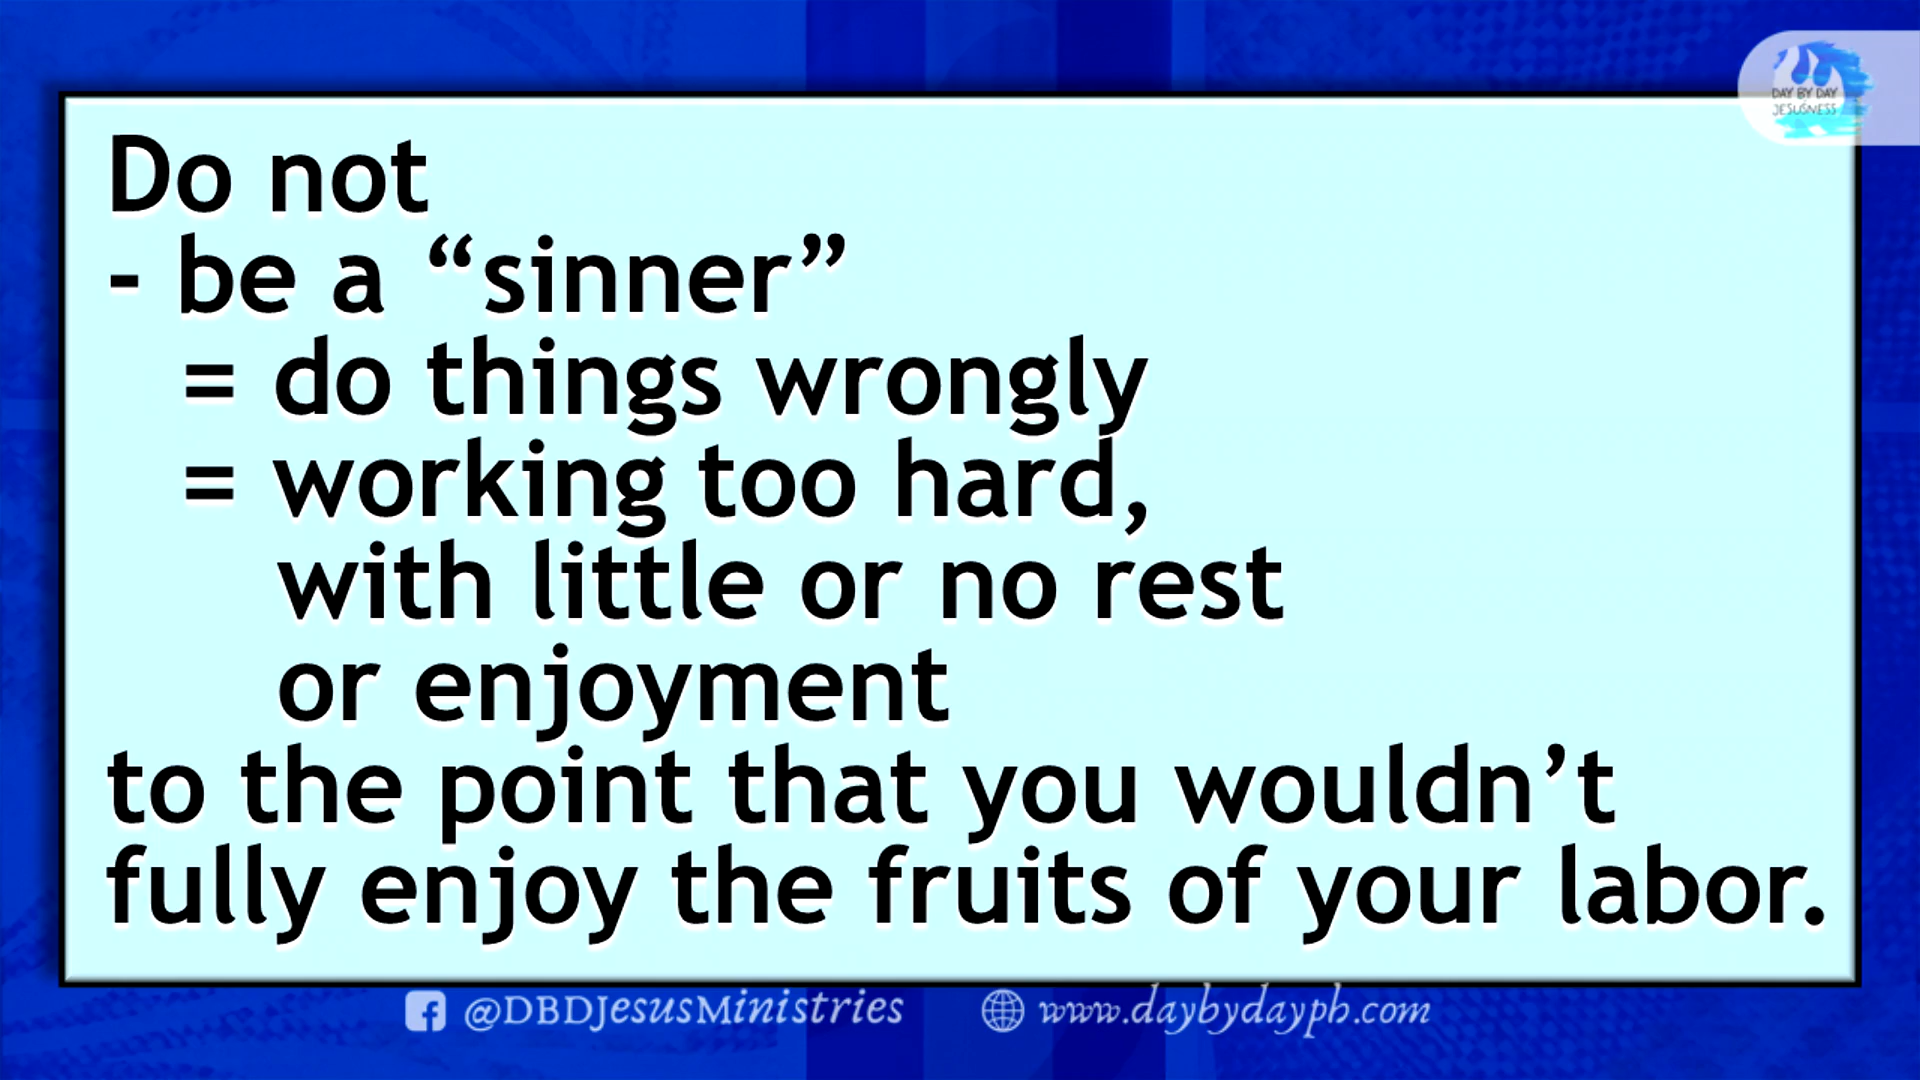 DAY BY DAY
JESUSNESS
Do not
- be a “sinner”
= do things wrongly
= working too hard,
with little or no rest
or enjoyment
to the point that you wouldn’t
fully enjoy the fruits of your labor.
@DBDJesusMinistries
www.daybydayph.com